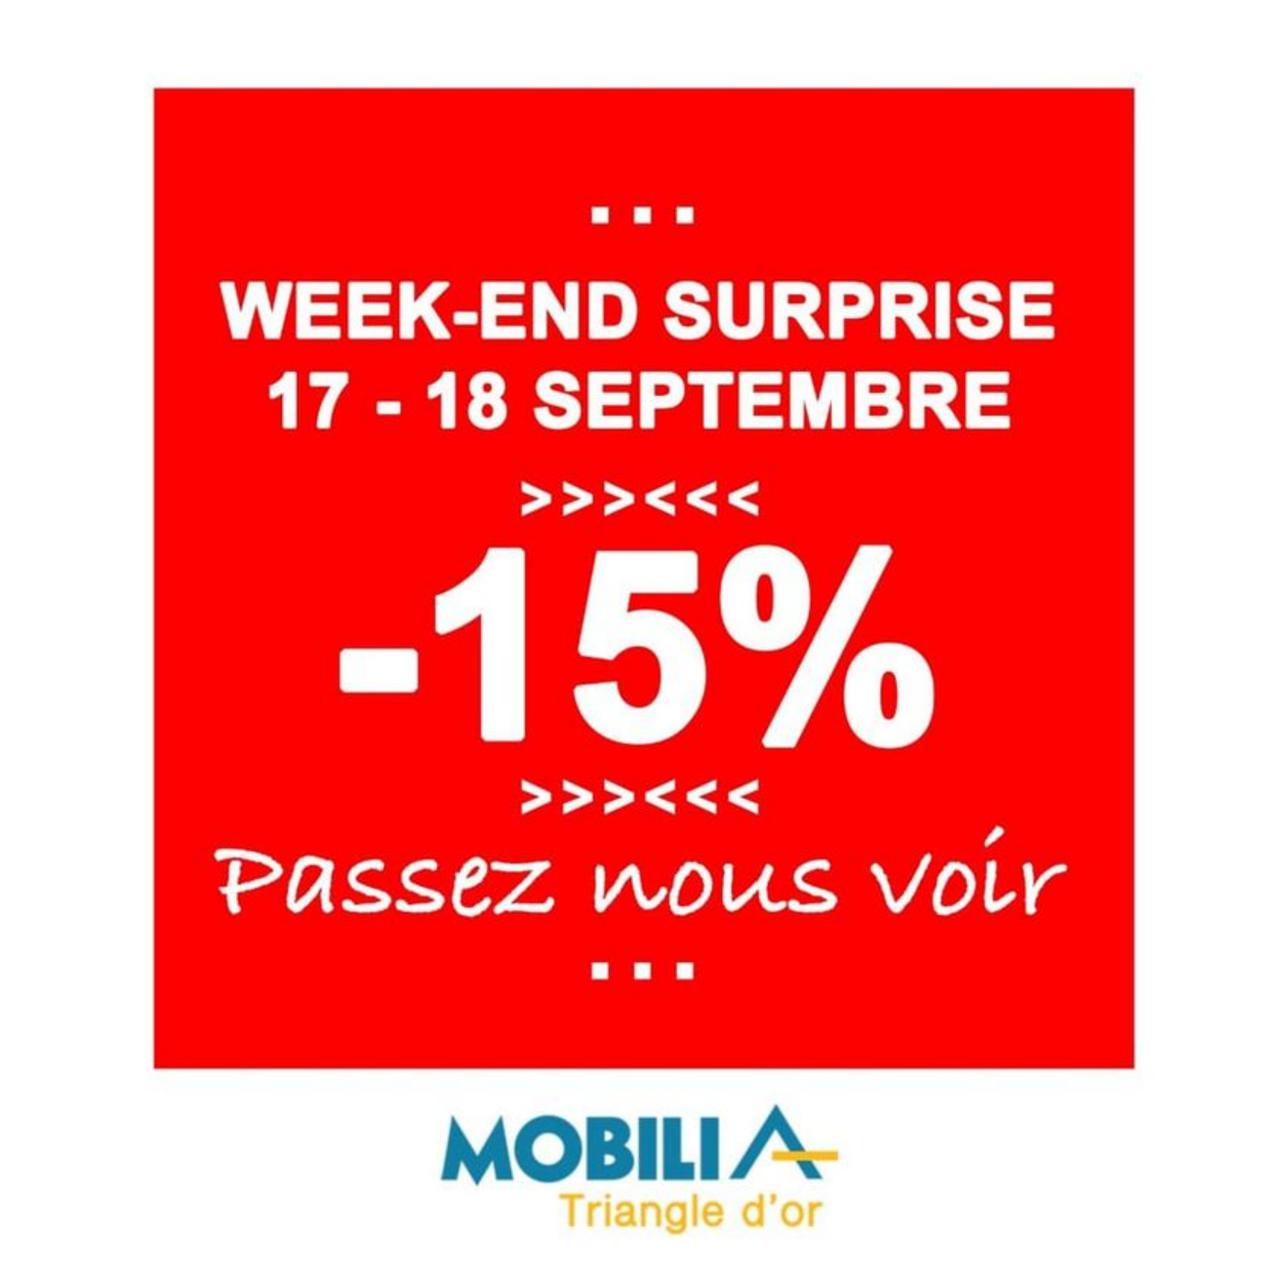 ...
WEEK-END SURPRISE
17 - 18 SEPTEMBRE
>>><<<
-15%
>>><<<
Passez nous voir
...
MOBILIA
Triangle d'or